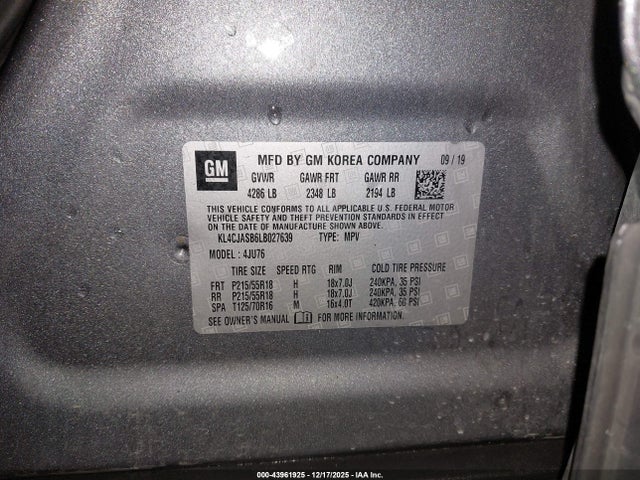 GM MFD BY GM KOREA COMPANY 09 / 19
GVWR GAWR FRT GAWR RR
4286 LB 2348 LB 2194 LB
THIS VEHICLE CONFORMS TO ALL APPLICABLE U.S. FEDERAL MOTOR
VEHICLE SAFETY AND THEFT PREVENTION STANDARDS IN EFFECT
ON THE DATE OF MANUFACTURE SHOWN ABOVE.
KL4CJASB6LB027639 TYPE: MPV
MODEL : 4JU76
TIRE SIZE SPEED RTG RIM COLD TIRE PRESSURE
FRT P215/55R18 H 18x7.0J 240KPA, 35 PSI
RR P215/55R18 H 18x7.0J 240KPA, 35 PSI
SPA T125/70R16 M 16x4.0T 420KPA, 60 PSI
SEE OWNER'S MANUAL FOR MORE INFORMATION.
000-43961925 - 12/17/2025 - IAA Inc.